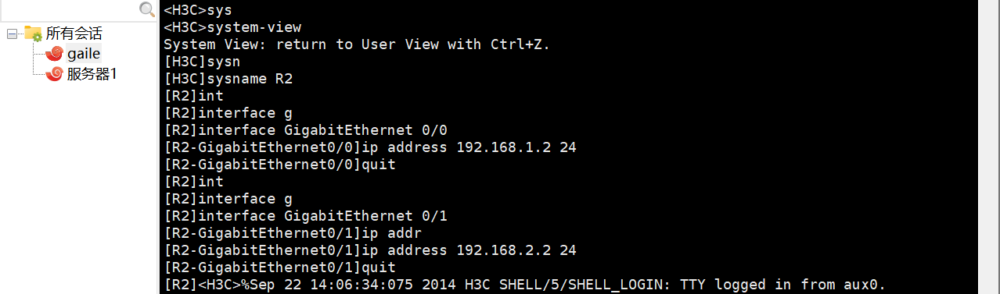 所有会话
gaile
服务器1
<H3C>sys
<H3C>system-view
System View: return to User View with Ctrl+Z.
[H3C]sysn
[H3C]sysname R2
[R2]int
[R2]interface g
[R2]interface GigabitEthernet 0/0
[R2-GigabitEthernet0/0]ip address 192.168.1.2 24
[R2-GigabitEthernet0/0]quit
[R2]int
[R2]interface g
[R2]interface GigabitEthernet 0/1
[R2-GigabitEthernet0/1]ip addr
[R2-GigabitEthernet0/1]ip address 192.168.2.2 24
[R2-GigabitEthernet0/1]quit
[R2]<H3C>%Sep 22 14:06:34:075 2014 H3C SHELL/5/SHELL_LOGIN: TTY logged in from aux0.